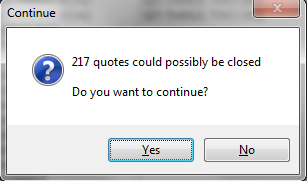 Continue
217 quotes could possibly be closed
Do you want to continue?
Yes
No